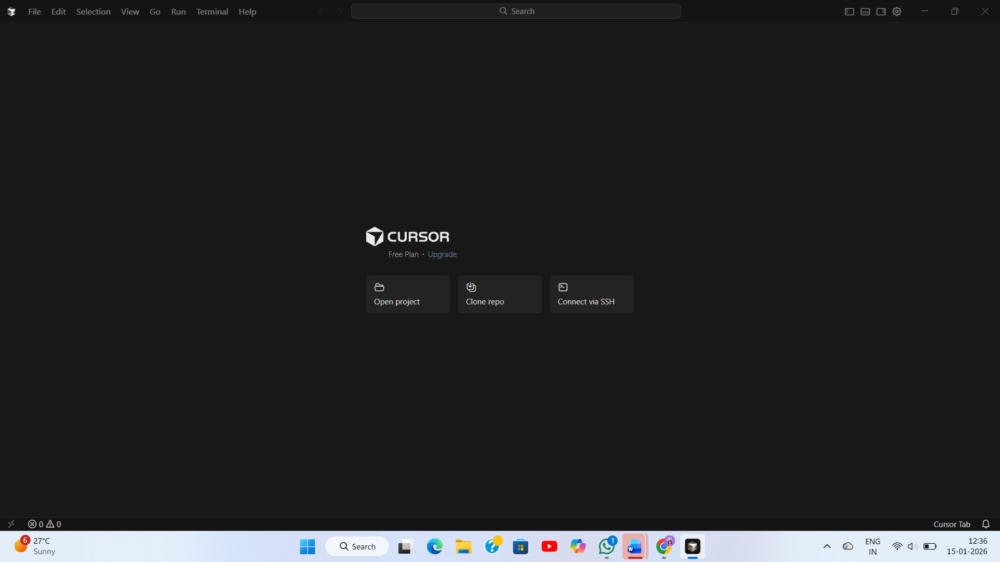 File Edit Selection View Go Run Terminal Help Search
CURSOR
Free Plan • Upgrade
Open project Clone repo Connect via SSH
0 0 Cursor Tab
6 27°C
Sunny
Search
W
1
ENG
IN
12:36
15-01-2026